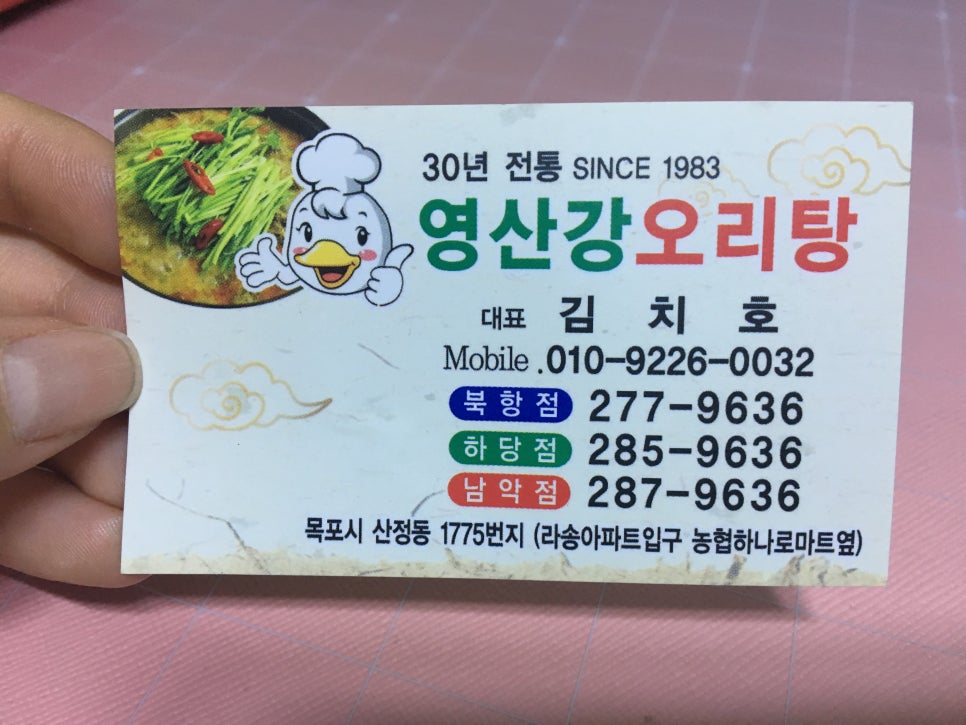 30년 전통 SINCE 1983
영산강오리탕
대표 김 치 호
Mobile .010-9226-0032
북항점 277-9636
하당점 285-9636
남악점 287-9636
목포시 산정동 1775번지 (라송아파트입구 농협하나로마트옆)